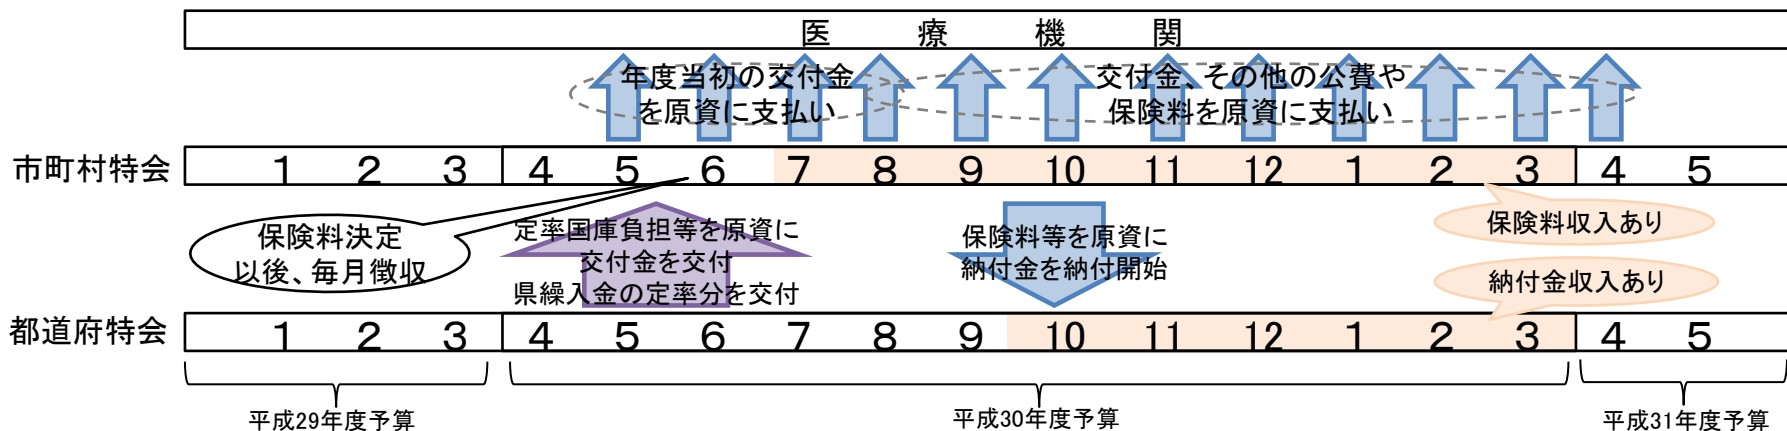 医療機関
年度当初の交付金
を原資に支払い
交付金、その他の公費や
保険料を原資に支払い
市町村特会
1 2 3 4 5 6 7 8 9 10 11 12 1 2 3 4 5
保険料決定
以後、毎月徴収
定率国庫負担等を原資に
交付金を交付
県繰入金の定率分を交付
保険料等を原資に
納付金を納付開始
保険料収入あり
納付金収入あり
都道府特会
1 2 3 4 5 6 7 8 9 10 11 12 1 2 3 4 5
平成29年度予算
平成30年度予算
平成31年度予算